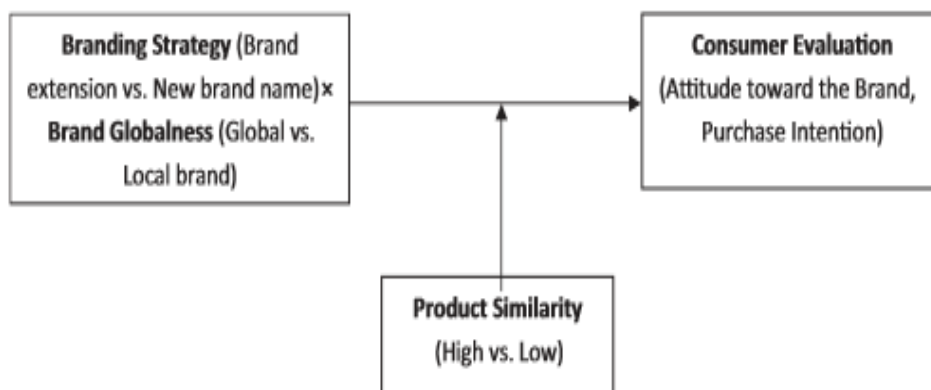 Branding Strategy (Brand
extension vs. New brand name)×
Brand Globalness (Global vs.
Local brand)
Consumer Evaluation
(Attitude toward the Brand,
Purchase Intention)
Product Similarity
(High vs. Low)